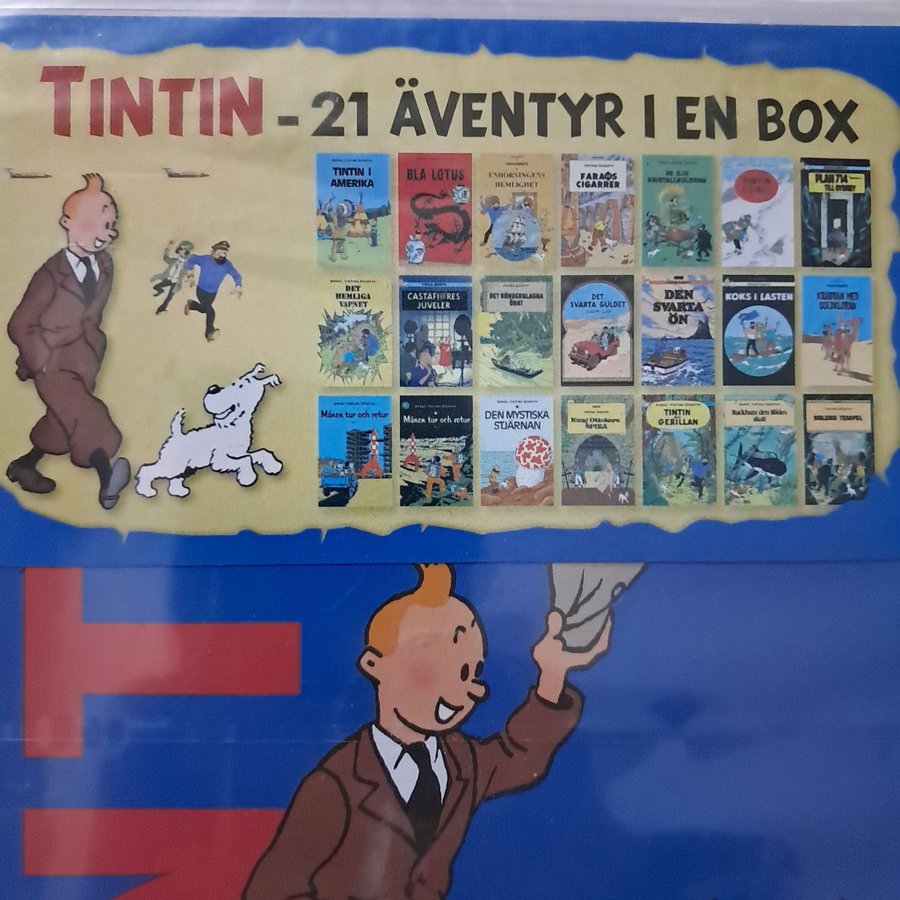 TINTIN - 21 ÄVENTYR I EN BOX
TINTIN I
AMERIKA
BLÅ LOTUS
ENHÖRNINGENS
HEMLIGHET
FARAOS
CIGARRER
DE SJU
KRISTALLKULORNA
TINTIN
I TIBET
PLAN 714
TILL SYDNEY
DET
HEMLIGA
VAPNET
CASTAFIORES
JUVELER
DET SÖNDERSLAGNA
ÖRAT
DET
SVARTA GULDET
DEN
SVARTA
ÖN
KOKS I LASTEN
KRABBAN MED
GULDKLORNA
Månen tur och retur
Månen tur och retur
DEN MYSTISKA
STJÄRNAN
Kung Ottokars
SPIRA
TINTIN
hos
GERILLAN
Rackham den Rödes
skatt
SOLENS TEMPEL